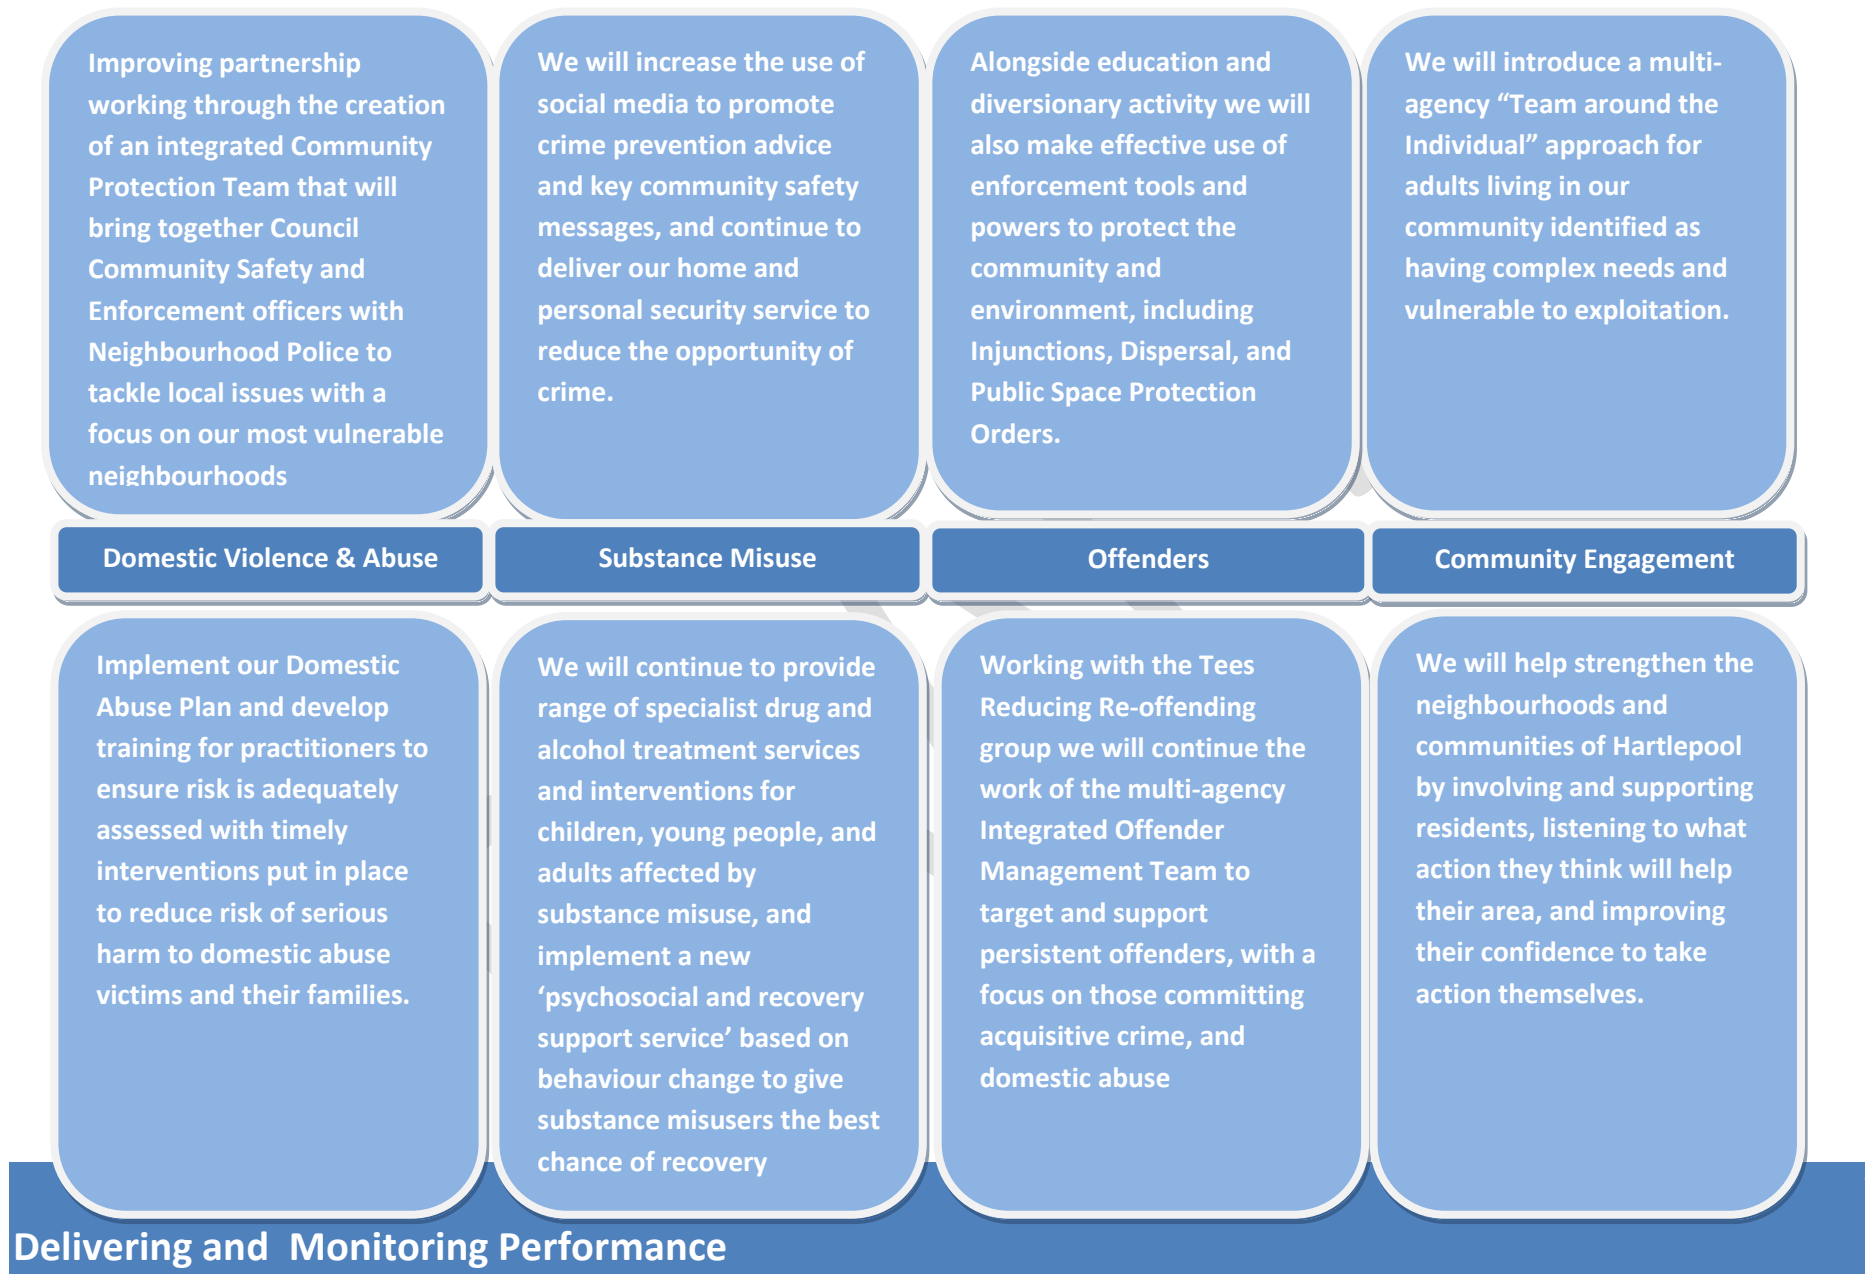 Improving partnership
working through the creation
of an integrated Community
Protection Team that will
bring together Council
Community Safety and
Enforcement officers with
Neighbourhood Police to
tackle local issues with a
focus on our most vulnerable
neighbourhoods
We will increase the use of
social media to promote
crime prevention advice
and key community safety
messages, and continue to
deliver our home and
personal security service to
reduce the opportunity of
crime.
Alongside education and
diversionary activity we will
also make effective use of
enforcement tools and
powers to protect the
community and
environment, including
Injunctions, Dispersal, and
Public Space Protection
Orders.
We will introduce a multi-
agency “Team around the
Individual” approach for
adults living in our
community identified as
having complex needs and
vulnerable to exploitation.
Domestic Violence & Abuse
Substance Misuse
Offenders
Community Engagement
Implement our Domestic
Abuse Plan and develop
training for practitioners to
ensure risk is adequately
assessed with timely
interventions put in place
to reduce risk of serious
harm to domestic abuse
victims and their families.
We will continue to provide
range of specialist drug and
alcohol treatment services
and interventions for
children, young people, and
adults affected by
substance misuse, and
implement a new
‘psychosocial and recovery
support service’ based on
behaviour change to give
substance misusers the best
chance of recovery
Working with the Tees
Reducing Re-offending
group we will continue the
work of the multi-agency
Integrated Offender
Management Team to
target and support
persistent offenders, with a
focus on those committing
acquisitive crime, and
domestic abuse
We will help strengthen the
neighbourhoods and
communities of Hartlepool
by involving and supporting
residents, listening to what
action they think will help
their area, and improving
their confidence to take
action themselves.
Delivering and  Monitoring Performance